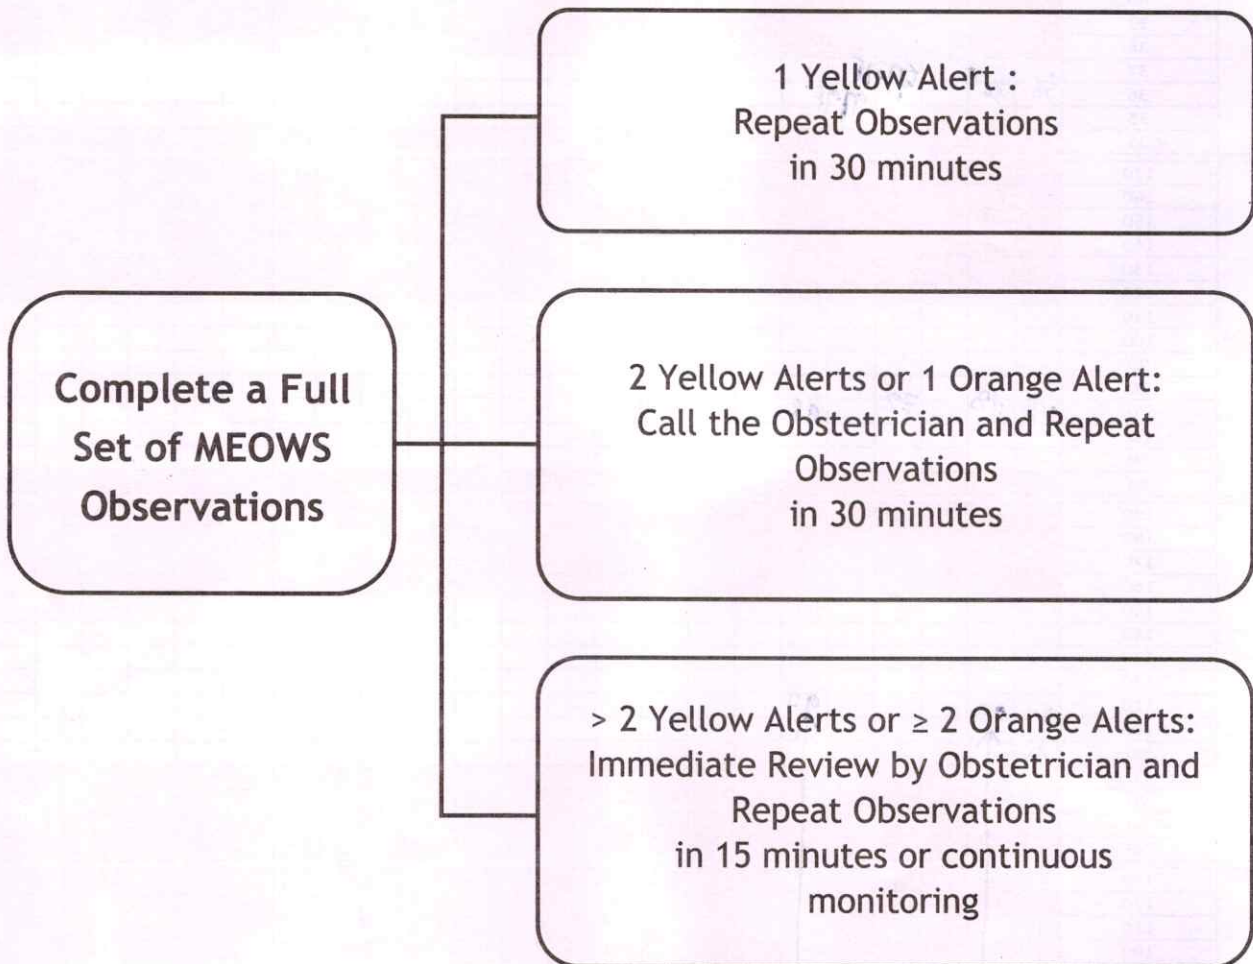 1 Yellow Alert :
Repeat Observations
in 30 minutes
Complete a Full
Set of MEOWS
Observations
2 Yellow Alerts or 1 Orange Alert:
Call the Obstetrician and Repeat
Observations
in 30 minutes
> 2 Yellow Alerts or ≥ 2 Orange Alerts:
Immediate Review by Obstetrician and
Repeat Observations
in 15 minutes or continuous
monitoring